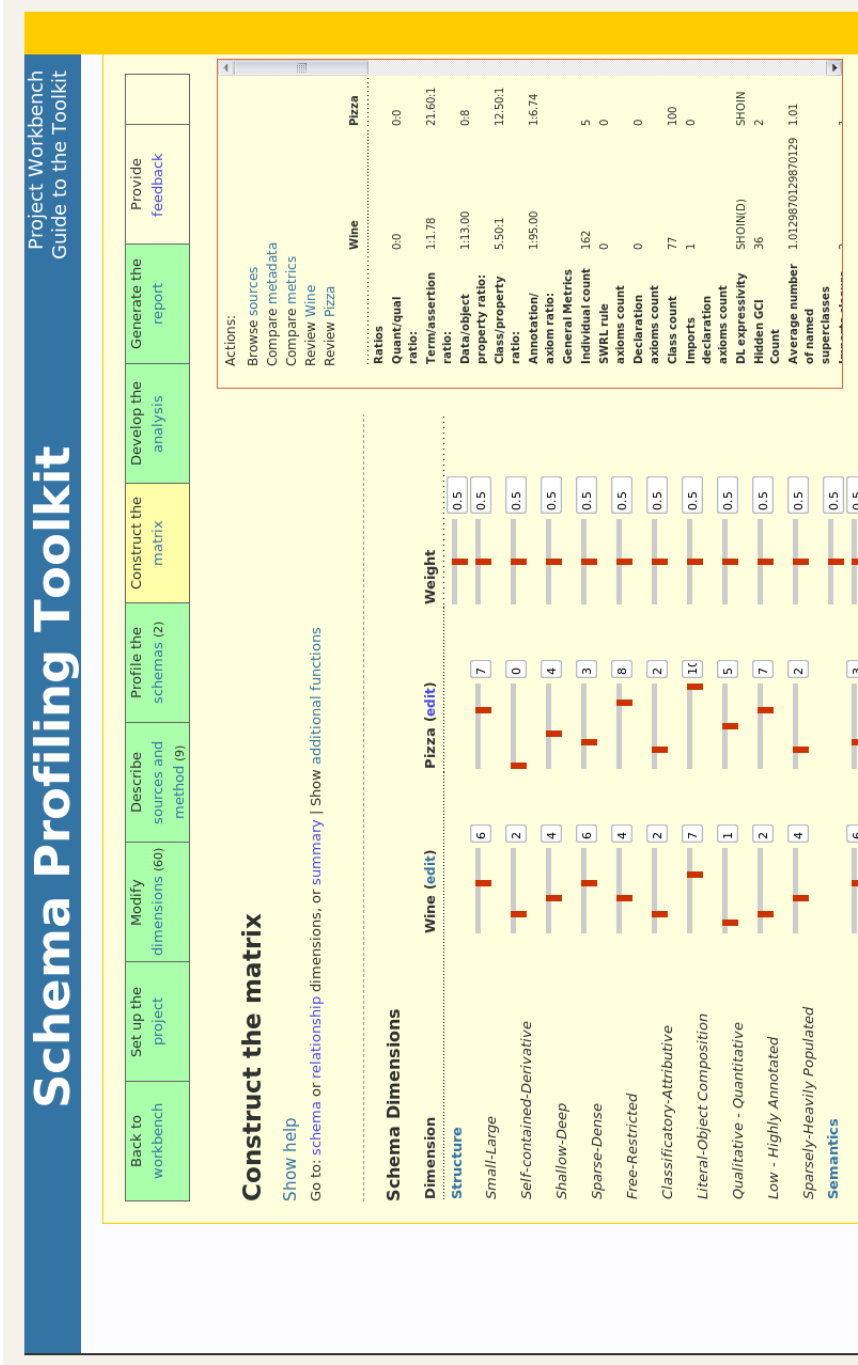 Schema Profiling Toolkit
Project Workbench
Guide to the Toolkit
Back to
workbench
Set up the
project
Modify
dimensions (60)
Describe
sources and
method (9)
Profile the
schemas (2)
Construct the
matrix
Develop the
analysis
Generate the
report
Provide
feedback
Construct the matrix
Show help
Go to: schema or relationship dimensions, or summary | Show additional functions
Schema Dimensions
Dimension Wine (edit) Pizza (edit) Weight
Structure 0.5
Small-Large 6 7 0.5
Self-contained-Derivative 2 0 0.5
Shallow-Deep 4 4 0.5
Sparse-Dense 6 3 0.5
Free-Restricted 4 8 0.5
Classificatory-Attributive 2 2 0.5
Literal-Object Composition 7 10 0.5
Qualitative - Quantitative 1 5 0.5
Low - Highly Annotated 2 7 0.5
Sparsely-Heavily Populated 4 2 0.5
Semantics 0.5
6 3 0.5
Actions:
Browse sources
Compare metadata
Compare metrics
Review Wine
Review Pizza
Wine Pizza
Ratios
Quant/qual 0:0 0:0
ratio:
Term/assertion 1:1.78 21.60:1
ratio:
Data/object 1:13.00 0:8
property ratio:
Class/property 5.50:1 12.50:1
ratio:
Annotation/ 1:95.00 1:6.74
axiom ratio:
General Metrics
Individual count 162 5
SWRL rule 0 0
axioms count
Declaration 0 0
axioms count
Class count 77 100
Imports 1 0
declaration
axioms count
DL expressivity SHOIN(D) SHOIN
Hidden GCI 36 2
Count
Average number 1.0129870129870129 1.01
of named
superclasses